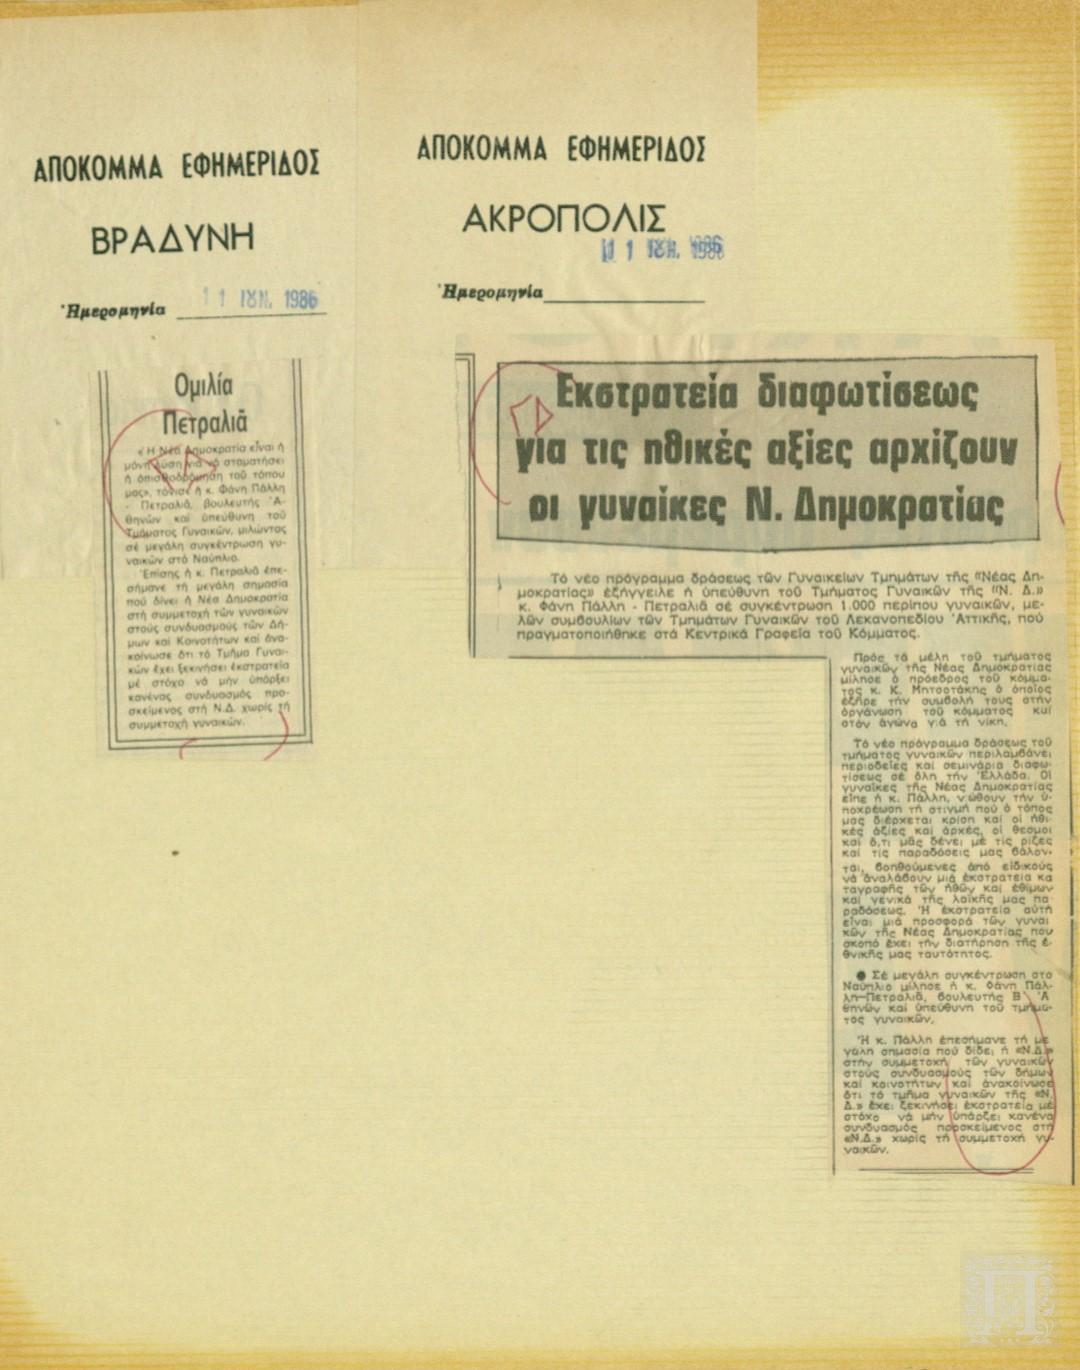 ΑΠΟΚΟΜΜΑ ΕΦΗΜΕΡΙΔΟΣ
ΒΡΑΔΥΝΗ
Ἡμερομηνία 11 ΙΟΥΝ. 1986
Ομιλία
Πετραλιᾶ
«Ἡ Νέα Δημοκρατία εἶναι ἡ
μόνη λύση γιά νά σταματήσει
ἡ ὀπισθοδρόμηση τοῦ τόπου
μας», τόνισε ἡ κ. Φάνη Πάλλη
- Πετραλιᾶ, βουλευτής Ἀ-
θηνῶν καί ὑπεύθυνη τοῦ
Τμήματος Γυναικῶν, μιλώντας
σέ μεγάλη συγκέντρωση γυ-
ναικῶν στό Ναύπλιο.
Ἐπίσης ἡ κ. Πετραλιᾶ ἐπε-
σήμανε τή μεγάλη σημασία
πού δίνει ἡ Νέα Δημοκρατία
στή συμμετοχή τῶν γυναικῶν
στούς συνδυασμούς τῶν Δή-
μων καί Κοινοτήτων καί ἀνα-
κοίνωσε ὅτι τό Τμῆμα Γυναι-
κῶν ἔχει ξεκινήσει ἐκστρατεία
μέ στόχο νά μήν ὑπάρξει
κανένας συνδυασμός προ-
σκείμενος στή Ν.Δ. χωρίς τή
συμμετοχή γυναικῶν.
ΑΠΟΚΟΜΜΑ ΕΦΗΜΕΡΙΔΟΣ
ΑΚΡΟΠΟΛΙΣ
11 ΙΟΥΝ. 1986
Ἡμερομηνία
Εκστρατεία διαφωτίσεως
για τις ηθικές αξίες αρχίζουν
οι γυναίκες Ν. Δημοκρατίας
Τό νέο πρόγραμμα δράσεως τῶν Γυναικείων Τμημάτων τῆς «Νέας Δη-
μοκρατίας» ἐξήγγειλε ἡ ὑπεύθυνη τοῦ Τμήματος Γυναικῶν τῆς «Ν. Δ.»
κ. Φάνη Πάλλη - Πετραλιᾶ σέ συγκέντρωση 1.000 περίπου γυναικῶν, με-
λῶν συμβουλίων τῶν Τμημάτων Γυναικῶν τοῦ Λεκανοπεδίου Ἀττικῆς, πού
πραγματοποιήθηκε στά Κεντρικά Γραφεῖα τοῦ Κόμματος.
Πρός τά μέλη τοῦ τμήματος
γυναικῶν τῆς Νέας Δημοκρατίας
μίλησε ὁ πρόεδρος τοῦ κόμμα-
τος κ. Κ. Μητσοτάκης ὁ ὁποῖος
ἐξῆρε τήν συμβολή τους στήν
ὀργάνωση τοῦ κόμματος καί
στόν ἀγώνα γιά τή νίκη.
Τό νέο πρόγραμμα δράσεως τοῦ
τμήματος γυναικῶν περιλαμβάνει
περιοδεῖες καί σεμινάρια διαφω-
τίσεως σέ ὅλη τήν Ἑλλάδα. Οἱ
γυναῖκες τῆς Νέας Δημοκρατίας
εἶπε ἡ κ. Πάλλη, νιώθουν τήν ὑ-
ποχρέωση τή στιγμή πού ὁ τόπος
μας διέρχεται κρίση καί οἱ ἠθι-
κές ἀξίες καί ἀρχές, οἱ θεσμοί
καί ὅ,τι μᾶς δένει μέ τίς ρίζες
καί τίς παραδόσεις μας βάλον-
ται, βοηθούμενες ἀπό εἰδικούς
νά ἀναλάβουν μιά ἐκστρατεία κα
ταγραφῆς τῶν ἠθῶν καί ἐθίμων
καί γενικά τῆς λαϊκῆς μας πα-
ραδόσεως. Ἡ ἐκστρατεία αὐτή
εἶναι μιά προσφορά τῶν γυναι
κῶν τῆς Νέας Δημοκρατίας πού
σκοπό ἔχει τήν διατήρηση τῆς ἐ-
θνικῆς μας ταυτότητος.
● Σέ μεγάλη συγκέντρωση στό
Ναύπλιο μίλησε ἡ κ. Φάνη Πάλ-
λη-Πετραλιᾶ, βουλευτής Β΄ Ἀ
θηνῶν καί ὑπεύθυνη τοῦ τμήμα-
τος γυναικῶν.
Ἡ κ. Πάλλη ἐπεσήμανε τή με
γάλη σημασία πού δίδει ἡ «Ν.Δ.»
στήν συμμετοχή τῶν γυναικῶν
στούς συνδυασμούς τῶν δήμων
καί κοινοτήτων καί ἀνακοίνωσε
ὅτι τό τμῆμα γυναικῶν τῆς «Ν.
Δ.» ἔχει ξεκινήσει ἐκστρατεία μέ
στόχο νά μήν ὑπάρξει κανένα
συνδυασμός προσκείμενος στή
«Ν.Δ.» χωρίς τή συμμετοχή γυ-
ναικῶν.